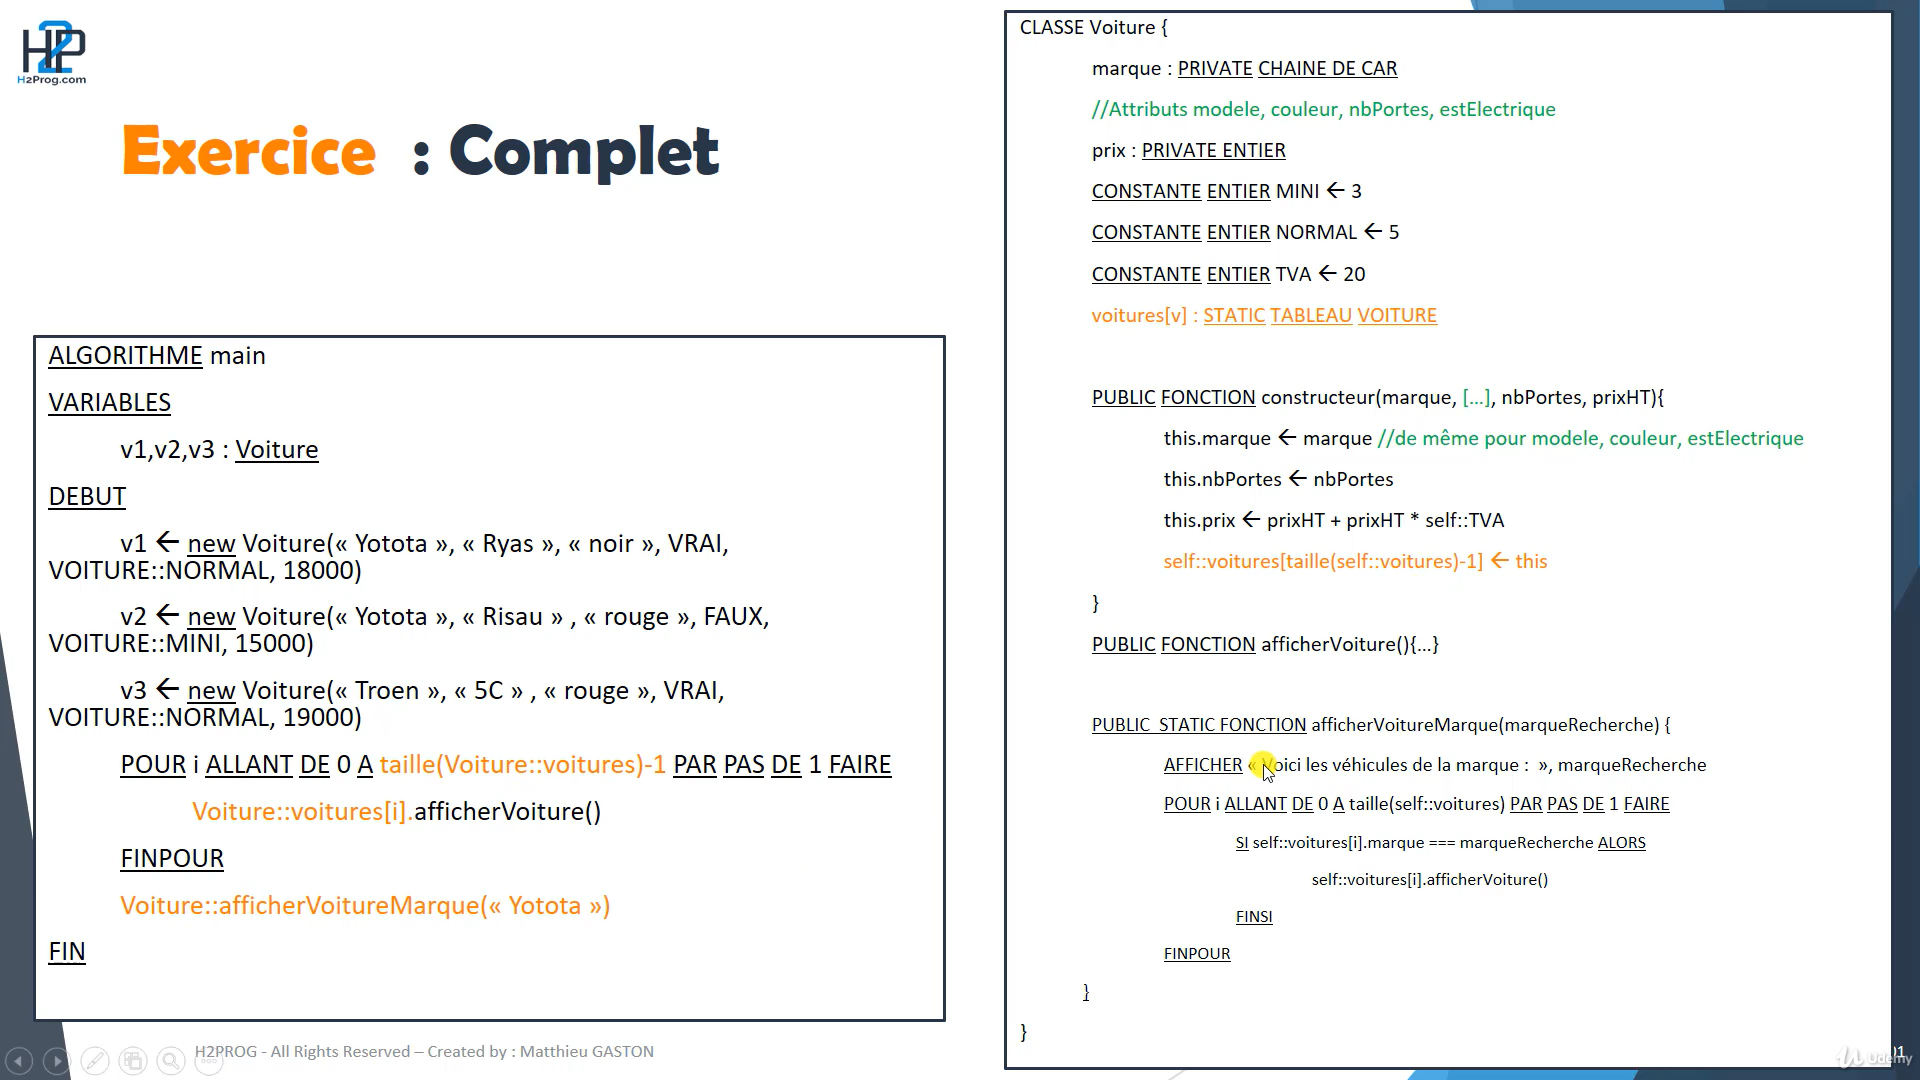 H2P
H2Prog.com
Exercice : Complet
ALGORITHME main
VARIABLES
v1,v2,v3 : Voiture
DEBUT
v1 ← new Voiture(« Yotota », « Ryas », « noir », VRAI,
VOITURE::NORMAL, 18000)
v2 ← new Voiture(« Yotota », « Risau » , « rouge », FAUX,
VOITURE::MINI, 15000)
v3 ← new Voiture(« Troen », « 5C » , « rouge », VRAI,
VOITURE::NORMAL, 19000)
POUR i ALLANT DE 0 A taille(Voiture::voitures)-1 PAR PAS DE 1 FAIRE
Voiture::voitures[i].afficherVoiture()
FINPOUR
Voiture::afficherVoitureMarque(« Yotota »)
FIN
CLASSE Voiture {
marque : PRIVATE CHAINE DE CAR
//Attributs modele, couleur, nbPortes, estElectrique
prix : PRIVATE ENTIER
CONSTANTE ENTIER MINI ← 3
CONSTANTE ENTIER NORMAL ← 5
CONSTANTE ENTIER TVA ← 20
voitures[v] : STATIC TABLEAU VOITURE
PUBLIC FONCTION constructeur(marque, [...], nbPortes, prixHT){
this.marque ← marque //de même pour modele, couleur, estElectrique
this.nbPortes ← nbPortes
this.prix ← prixHT + prixHT * self::TVA
self::voitures[taille(self::voitures)-1] ← this
}
PUBLIC FONCTION afficherVoiture(){...}
PUBLIC STATIC FONCTION afficherVoitureMarque(marqueRecherche) {
AFFICHER « Voici les véhicules de la marque : », marqueRecherche
POUR i ALLANT DE 0 A taille(self::voitures) PAR PAS DE 1 FAIRE
SI self::voitures[i].marque === marqueRecherche ALORS
self::voitures[i].afficherVoiture()
FINSI
FINPOUR
}
}
H2PROG - All Rights Reserved – Created by : Matthieu GASTON
Udemy